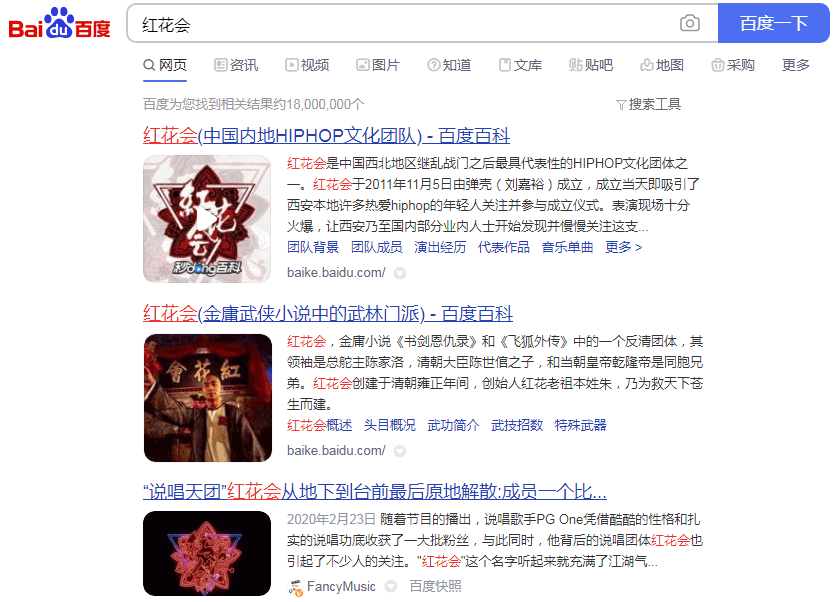 Bai du 百度
红花会
百度一下
网页 资讯 视频 图片 知道 文库 贴吧 地图 采购 更多
百度为您找到相关结果约18,000,000个
搜索工具
红花会(中国内地HIPHOP文化团队) - 百度百科
红花会是中国西北地区继乱战门之后最具代表性的HIPHOP文化团体之
一。红花会于2011年11月5日由弹壳（刘嘉裕）成立，成立当天即吸引了
西安本地许多热爱hiphop的年轻人关注并参与成立仪式。表演现场十分
火爆，让西安乃至国内部分业内人士开始发现并慢慢关注这支...
团队背景 团队成员 演出经历 代表作品 音乐单曲 更多 >
baike.baidu.com/
红花会
秒dong百科
红花会(金庸武侠小说中的武林门派) - 百度百科
红花会，金庸小说《书剑恩仇录》和《飞狐外传》中的一个反清团体，其
领袖是总舵主陈家洛，清朝大臣陈世倌之子，和当朝皇帝乾隆帝是同胞兄
弟。红花会创建于清朝雍正年间，创始人红花老祖本姓朱，乃为救天下苍
生而建。
红花会概述 头目概况 武功简介 武技招数 特殊武器
baike.baidu.com/
會花紅
“说唱天团”红花会从地下到台前最后原地解散:成员一个比...
2020年2月23日 随着节目的播出，说唱歌手PG One凭借酷酷的性格和扎
实的说唱功底收获了一大批粉丝，与此同时，他背后的说唱团体红花会也
引起了不少人的关注。"红花会"这个名字听起来就充满了江湖气...
FancyMusic 百度快照